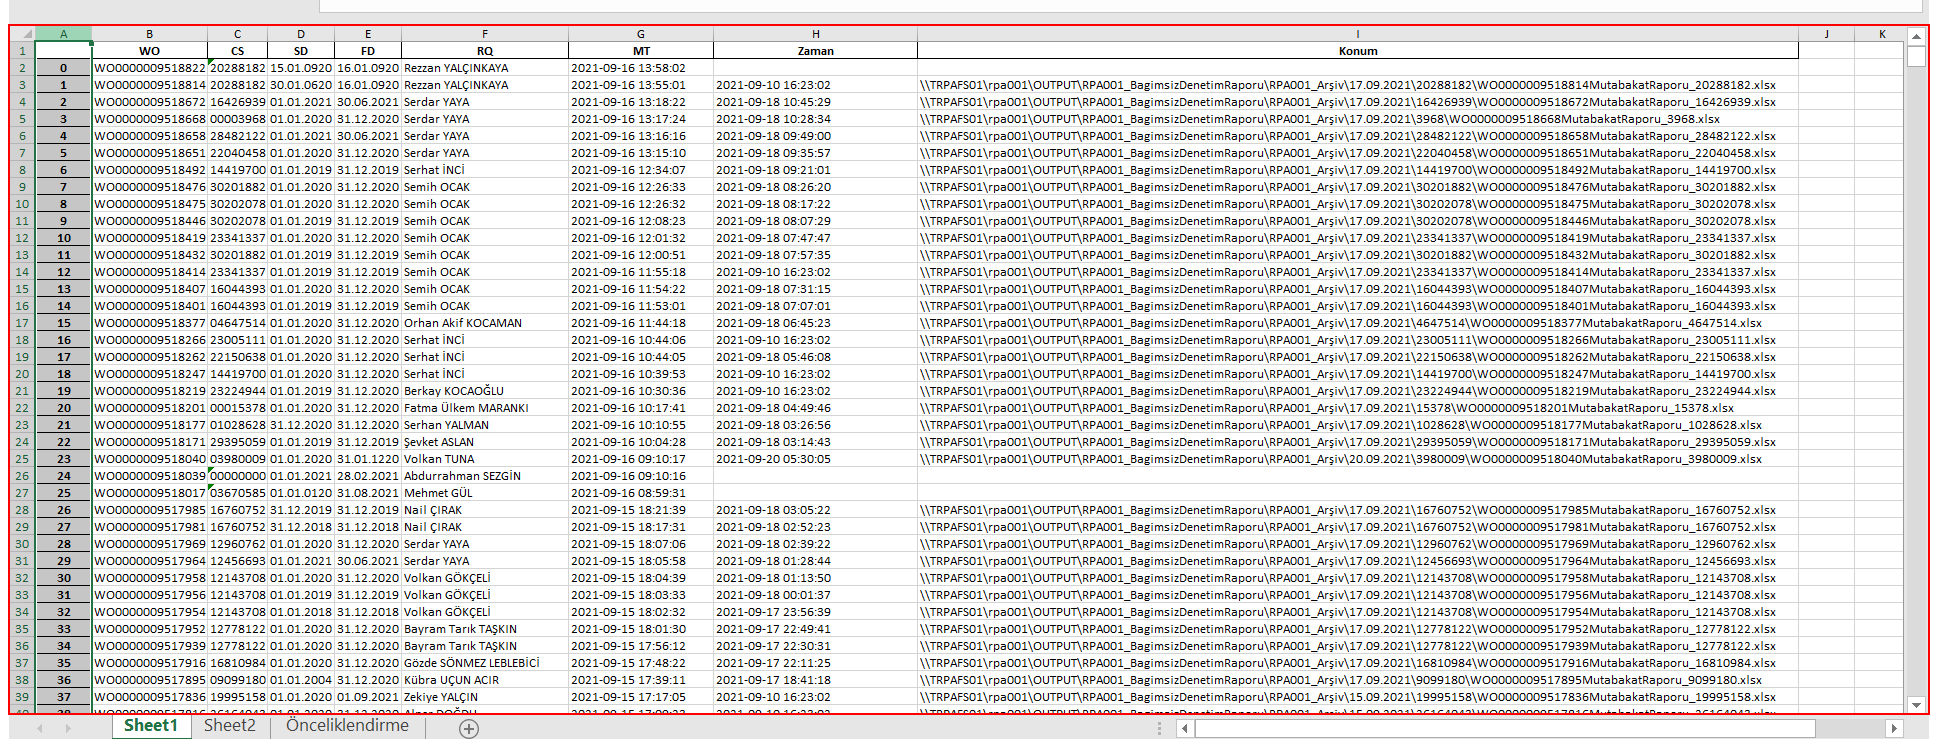 A B C D E F G H I J K
1 WO CS SD FD RQ MT Zaman Konum
2 0 WO0000009518822 20288182 15.01.0920 16.01.0920 Rezzan YALÇINKAYA 2021-09-16 13:58:02
3 1 WO0000009518814 20288182 30.01.0620 16.01.0920 Rezzan YALÇINKAYA 2021-09-16 13:55:01 2021-09-10 16:23:02 \\TRPAFS01\rpa001\OUTPUT\RPA001_BagimsizDenetimRaporu\RPA001_Arşiv\17.09.2021\20288182\WO0000009518814MutabakatRaporu_20288182.xlsx
4 2 WO0000009518672 16426939 01.01.2021 30.06.2021 Serdar YAYA 2021-09-16 13:18:22 2021-09-18 10:45:29 \\TRPAFS01\rpa001\OUTPUT\RPA001_BagimsizDenetimRaporu\RPA001_Arşiv\17.09.2021\16426939\WO0000009518672MutabakatRaporu_16426939.xlsx
5 3 WO0000009518668 00003968 01.01.2020 31.12.2020 Serdar YAYA 2021-09-16 13:17:24 2021-09-18 10:28:34 \\TRPAFS01\rpa001\OUTPUT\RPA001_BagimsizDenetimRaporu\RPA001_Arşiv\17.09.2021\3968\WO0000009518668MutabakatRaporu_3968.xlsx
6 4 WO0000009518658 28482122 01.01.2021 30.06.2021 Serdar YAYA 2021-09-16 13:16:16 2021-09-18 09:49:00 \\TRPAFS01\rpa001\OUTPUT\RPA001_BagimsizDenetimRaporu\RPA001_Arşiv\17.09.2021\28482122\WO0000009518658MutabakatRaporu_28482122.xlsx
7 5 WO0000009518651 22040458 01.01.2020 31.12.2020 Serdar YAYA 2021-09-16 13:15:10 2021-09-18 09:35:57 \\TRPAFS01\rpa001\OUTPUT\RPA001_BagimsizDenetimRaporu\RPA001_Arşiv\17.09.2021\22040458\WO0000009518651MutabakatRaporu_22040458.xlsx
8 6 WO0000009518492 14419700 01.01.2019 31.12.2019 Serhat İNCİ 2021-09-16 12:34:07 2021-09-18 09:21:01 \\TRPAFS01\rpa001\OUTPUT\RPA001_BagimsizDenetimRaporu\RPA001_Arşiv\17.09.2021\14419700\WO0000009518492MutabakatRaporu_14419700.xlsx
9 7 WO0000009518476 30201882 01.01.2020 31.12.2020 Semih OCAK 2021-09-16 12:26:33 2021-09-18 08:26:20 \\TRPAFS01\rpa001\OUTPUT\RPA001_BagimsizDenetimRaporu\RPA001_Arşiv\17.09.2021\30201882\WO0000009518476MutabakatRaporu_30201882.xlsx
10 8 WO0000009518475 30202078 01.01.2020 31.12.2020 Semih OCAK 2021-09-16 12:26:32 2021-09-18 08:17:22 \\TRPAFS01\rpa001\OUTPUT\RPA001_BagimsizDenetimRaporu\RPA001_Arşiv\17.09.2021\30202078\WO0000009518475MutabakatRaporu_30202078.xlsx
11 9 WO0000009518446 30202078 01.01.2019 31.12.2019 Semih OCAK 2021-09-16 12:08:23 2021-09-18 08:07:29 \\TRPAFS01\rpa001\OUTPUT\RPA001_BagimsizDenetimRaporu\RPA001_Arşiv\17.09.2021\30202078\WO0000009518446MutabakatRaporu_30202078.xlsx
12 10 WO0000009518419 23341337 01.01.2020 31.12.2020 Semih OCAK 2021-09-16 12:01:32 2021-09-18 07:47:47 \\TRPAFS01\rpa001\OUTPUT\RPA001_BagimsizDenetimRaporu\RPA001_Arşiv\17.09.2021\23341337\WO0000009518419MutabakatRaporu_23341337.xlsx
13 11 WO0000009518432 30201882 01.01.2019 31.12.2019 Semih OCAK 2021-09-16 12:00:51 2021-09-18 07:57:35 \\TRPAFS01\rpa001\OUTPUT\RPA001_BagimsizDenetimRaporu\RPA001_Arşiv\17.09.2021\30201882\WO0000009518432MutabakatRaporu_30201882.xlsx
14 12 WO0000009518414 23341337 01.01.2019 31.12.2019 Semih OCAK 2021-09-16 11:55:18 2021-09-10 16:23:02 \\TRPAFS01\rpa001\OUTPUT\RPA001_BagimsizDenetimRaporu\RPA001_Arşiv\17.09.2021\23341337\WO0000009518414MutabakatRaporu_23341337.xlsx
15 13 WO0000009518407 16044393 01.01.2020 31.12.2020 Semih OCAK 2021-09-16 11:54:22 2021-09-18 07:31:15 \\TRPAFS01\rpa001\OUTPUT\RPA001_BagimsizDenetimRaporu\RPA001_Arşiv\17.09.2021\16044393\WO0000009518407MutabakatRaporu_16044393.xlsx
16 14 WO0000009518401 16044393 01.01.2019 31.12.2019 Semih OCAK 2021-09-16 11:53:01 2021-09-18 07:07:01 \\TRPAFS01\rpa001\OUTPUT\RPA001_BagimsizDenetimRaporu\RPA001_Arşiv\17.09.2021\16044393\WO0000009518401MutabakatRaporu_16044393.xlsx
17 15 WO0000009518377 04647514 01.01.2020 31.12.2020 Orhan Akif KOCAMAN 2021-09-16 11:44:18 2021-09-18 06:45:23 \\TRPAFS01\rpa001\OUTPUT\RPA001_BagimsizDenetimRaporu\RPA001_Arşiv\17.09.2021\4647514\WO0000009518377MutabakatRaporu_4647514.xlsx
18 16 WO0000009518266 23005111 01.01.2020 31.12.2020 Serhat İNCİ 2021-09-16 10:44:06 2021-09-10 16:23:02 \\TRPAFS01\rpa001\OUTPUT\RPA001_BagimsizDenetimRaporu\RPA001_Arşiv\17.09.2021\23005111\WO0000009518266MutabakatRaporu_23005111.xlsx
19 17 WO0000009518262 22150638 01.01.2020 31.12.2020 Serhat İNCİ 2021-09-16 10:44:05 2021-09-18 05:46:08 \\TRPAFS01\rpa001\OUTPUT\RPA001_BagimsizDenetimRaporu\RPA001_Arşiv\17.09.2021\22150638\WO0000009518262MutabakatRaporu_22150638.xlsx
20 18 WO0000009518247 14419700 01.01.2020 31.12.2020 Serhat İNCİ 2021-09-16 10:39:53 2021-09-10 16:23:02 \\TRPAFS01\rpa001\OUTPUT\RPA001_BagimsizDenetimRaporu\RPA001_Arşiv\17.09.2021\14419700\WO0000009518247MutabakatRaporu_14419700.xlsx
21 19 WO0000009518219 23224944 01.01.2019 31.12.2019 Berkay KOCAOĞLU 2021-09-16 10:30:36 2021-09-10 16:23:02 \\TRPAFS01\rpa001\OUTPUT\RPA001_BagimsizDenetimRaporu\RPA001_Arşiv\17.09.2021\23224944\WO0000009518219MutabakatRaporu_23224944.xlsx
22 20 WO0000009518201 00015378 01.01.2020 31.12.2020 Fatma Ülkem MARANKI 2021-09-16 10:17:41 2021-09-18 04:49:46 \\TRPAFS01\rpa001\OUTPUT\RPA001_BagimsizDenetimRaporu\RPA001_Arşiv\17.09.2021\15378\WO0000009518201MutabakatRaporu_15378.xlsx
23 21 WO0000009518177 01028628 31.12.2020 31.12.2020 Serhan YALMAN 2021-09-16 10:10:55 2021-09-18 03:26:56 \\TRPAFS01\rpa001\OUTPUT\RPA001_BagimsizDenetimRaporu\RPA001_Arşiv\17.09.2021\1028628\WO0000009518177MutabakatRaporu_1028628.xlsx
24 22 WO0000009518171 29395059 01.01.2019 31.12.2019 Şevket ASLAN 2021-09-16 10:04:28 2021-09-18 03:14:43 \\TRPAFS01\rpa001\OUTPUT\RPA001_BagimsizDenetimRaporu\RPA001_Arşiv\17.09.2021\29395059\WO0000009518171MutabakatRaporu_29395059.xlsx
25 23 WO0000009518040 03980009 01.01.2020 31.01.1220 Volkan TUNA 2021-09-16 09:10:17 2021-09-20 05:30:05 \\TRPAFS01\rpa001\OUTPUT\RPA001_BagimsizDenetimRaporu\RPA001_Arşiv\20.09.2021\3980009\WO0000009518040MutabakatRaporu_3980009.xlsx
26 24 WO0000009518039 00000000 01.01.2021 28.02.2021 Abdurrahman SEZGİN 2021-09-16 09:10:16
27 25 WO0000009518017 03670585 01.01.0120 31.08.2021 Mehmet GÜL 2021-09-16 08:59:31
28 26 WO0000009517985 16760752 31.12.2019 31.12.2019 Nail ÇIRAK 2021-09-15 18:21:39 2021-09-18 03:05:22 \\TRPAFS01\rpa001\OUTPUT\RPA001_BagimsizDenetimRaporu\RPA001_Arşiv\17.09.2021\16760752\WO0000009517985MutabakatRaporu_16760752.xlsx
29 27 WO0000009517981 16760752 31.12.2018 31.12.2018 Nail ÇIRAK 2021-09-15 18:17:31 2021-09-18 02:52:23 \\TRPAFS01\rpa001\OUTPUT\RPA001_BagimsizDenetimRaporu\RPA001_Arşiv\17.09.2021\16760752\WO0000009517981MutabakatRaporu_16760752.xlsx
30 28 WO0000009517969 12960762 01.01.2020 31.12.2020 Serdar YAYA 2021-09-15 18:07:06 2021-09-18 02:39:22 \\TRPAFS01\rpa001\OUTPUT\RPA001_BagimsizDenetimRaporu\RPA001_Arşiv\17.09.2021\12960762\WO0000009517969MutabakatRaporu_12960762.xlsx
31 29 WO0000009517964 12456693 01.01.2021 30.06.2021 Serdar YAYA 2021-09-15 18:05:58 2021-09-18 01:28:44 \\TRPAFS01\rpa001\OUTPUT\RPA001_BagimsizDenetimRaporu\RPA001_Arşiv\17.09.2021\12456693\WO0000009517964MutabakatRaporu_12456693.xlsx
32 30 WO0000009517958 12143708 01.01.2020 31.12.2020 Volkan GÖKÇELİ 2021-09-15 18:04:39 2021-09-18 01:13:50 \\TRPAFS01\rpa001\OUTPUT\RPA001_BagimsizDenetimRaporu\RPA001_Arşiv\17.09.2021\12143708\WO0000009517958MutabakatRaporu_12143708.xlsx
33 31 WO0000009517956 12143708 01.01.2019 31.12.2019 Volkan GÖKÇELİ 2021-09-15 18:03:33 2021-09-18 00:01:37 \\TRPAFS01\rpa001\OUTPUT\RPA001_BagimsizDenetimRaporu\RPA001_Arşiv\17.09.2021\12143708\WO0000009517956MutabakatRaporu_12143708.xlsx
34 32 WO0000009517954 12143708 01.01.2018 31.12.2018 Volkan GÖKÇELİ 2021-09-15 18:02:32 2021-09-17 23:56:39 \\TRPAFS01\rpa001\OUTPUT\RPA001_BagimsizDenetimRaporu\RPA001_Arşiv\17.09.2021\12143708\WO0000009517954MutabakatRaporu_12143708.xlsx
35 33 WO0000009517952 12778122 01.01.2020 31.12.2020 Bayram Tarık TAŞKIN 2021-09-15 18:01:30 2021-09-17 22:49:41 \\TRPAFS01\rpa001\OUTPUT\RPA001_BagimsizDenetimRaporu\RPA001_Arşiv\17.09.2021\12778122\WO0000009517952MutabakatRaporu_12778122.xlsx
36 34 WO0000009517939 12778122 01.01.2020 31.12.2020 Bayram Tarık TAŞKIN 2021-09-15 17:56:12 2021-09-17 22:30:31 \\TRPAFS01\rpa001\OUTPUT\RPA001_BagimsizDenetimRaporu\RPA001_Arşiv\17.09.2021\12778122\WO0000009517939MutabakatRaporu_12778122.xlsx
37 35 WO0000009517916 16810984 01.01.2020 31.12.2020 Gözde SÖNMEZ LEBLEBİCİ 2021-09-15 17:48:22 2021-09-17 22:11:25 \\TRPAFS01\rpa001\OUTPUT\RPA001_BagimsizDenetimRaporu\RPA001_Arşiv\17.09.2021\16810984\WO0000009517916MutabakatRaporu_16810984.xlsx
38 36 WO0000009517895 09099180 01.01.2004 31.12.2020 Kübra UÇUN ACIR 2021-09-15 17:39:11 2021-09-17 18:41:18 \\TRPAFS01\rpa001\OUTPUT\RPA001_BagimsizDenetimRaporu\RPA001_Arşiv\17.09.2021\9099180\WO0000009517895MutabakatRaporu_9099180.xlsx
39 37 WO0000009517836 19995158 01.01.2020 01.09.2021 Zekiye YALÇIN 2021-09-15 17:17:05 2021-09-10 16:23:02 \\TRPAFS01\rpa001\OUTPUT\RPA001_BagimsizDenetimRaporu\RPA001_Arşiv\15.09.2021\19995158\WO0000009517836MutabakatRaporu_19995158.xlsx
Sheet1 Sheet2 Önceliklendirme